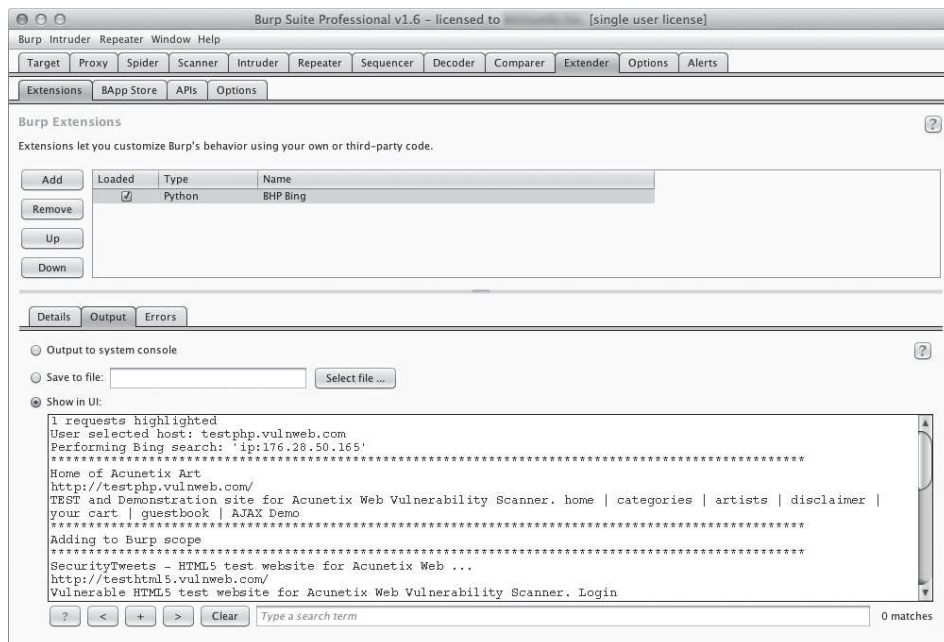 Burp Suite Professional v1.6 – licensed to [single user license]
Burp Intruder Repeater Window Help
Target Proxy Spider Scanner Intruder Repeater Sequencer Decoder Comparer Extender Options Alerts
Extensions BApp Store APIs Options
Burp Extensions
?
Extensions let you customize Burp's behavior using your own or third-party code.
Add
Remove
Up
Down
Loaded Type Name
Python BHP Bing
Details Output Errors
Output to system console
?
Save to file: Select file ...
Show in UI:
1 requests highlighted
User selected host: testphp.vulnweb.com
Performing Bing search: 'ip:176.28.50.165'
****************************************************************************************************
Home of Acunetix Art
http://testphp.vulnweb.com/
TEST and Demonstration site for Acunetix Web Vulnerability Scanner. home | categories | artists | disclaimer |
your cart | guestbook | AJAX Demo
****************************************************************************************************
Adding to Burp scope
****************************************************************************************************
SecurityTweets – HTML5 test website for Acunetix Web ...
http://testhtml5.vulnweb.com/
Vulnerable HTML5 test website for Acunetix Web Vulnerability Scanner. Login
? < + > Clear Type a search term 0 matches